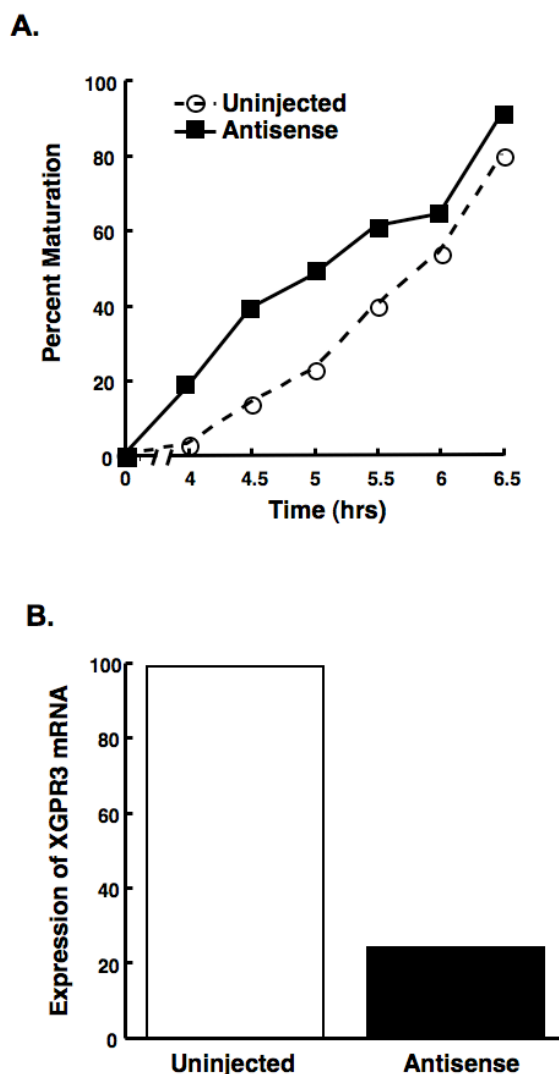 A.
Percent Maturation
100
80
60
40
20
0
Uninjected
Antisense
0 4 4.5 5 5.5 6 6.5
Time (hrs)
B.
Expression of XGPR3 mRNA
100
80
60
40
20
0
Uninjected Antisense